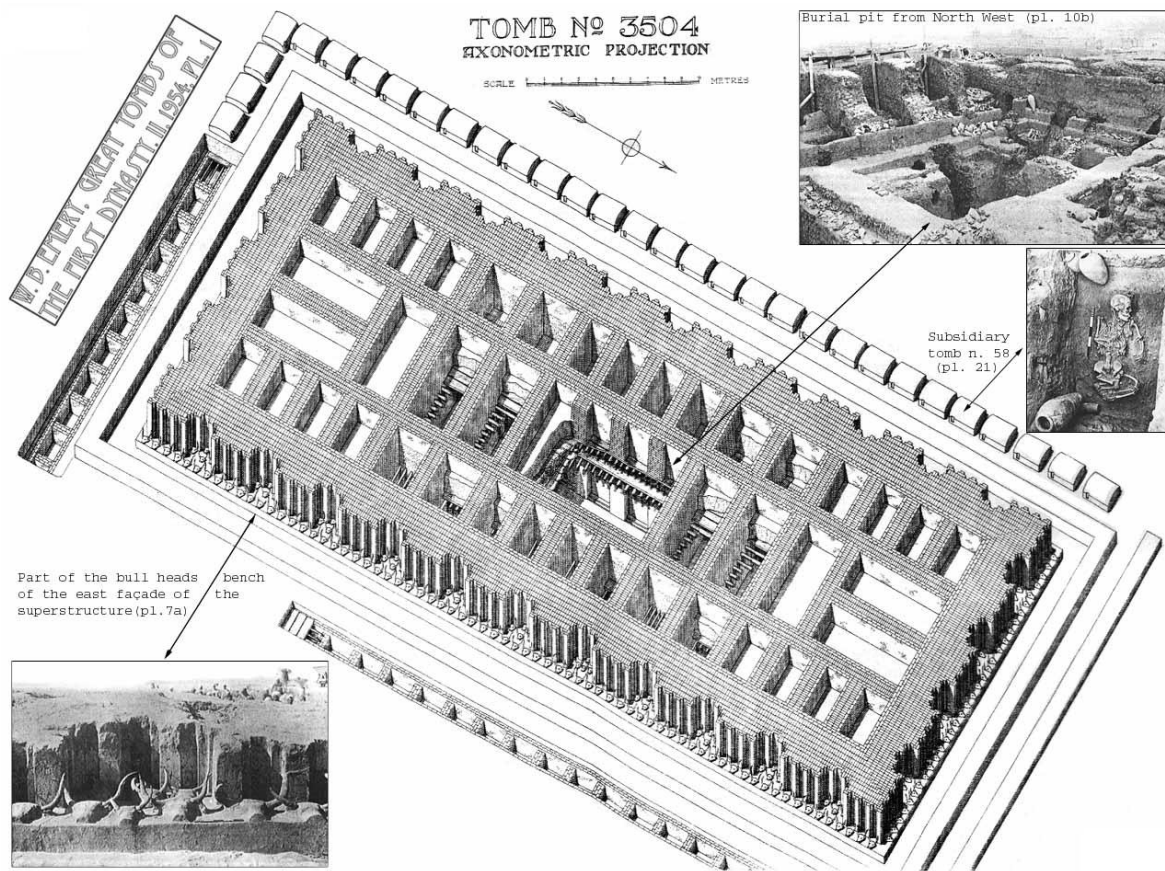 TOMB Nº 3504
AXONOMETRIC PROJECTION
SCALE METRES
W. B. EMERY. GREAT TOMBS OF
THE FIRST DYNASTY. II. 1954. PL. 1
Burial pit from North West (pl. 10b)
Subsidiary
tomb n. 58
(pl. 21)
Part of the bull heads bench
of the east façade of the
superstructure(pl.7a)